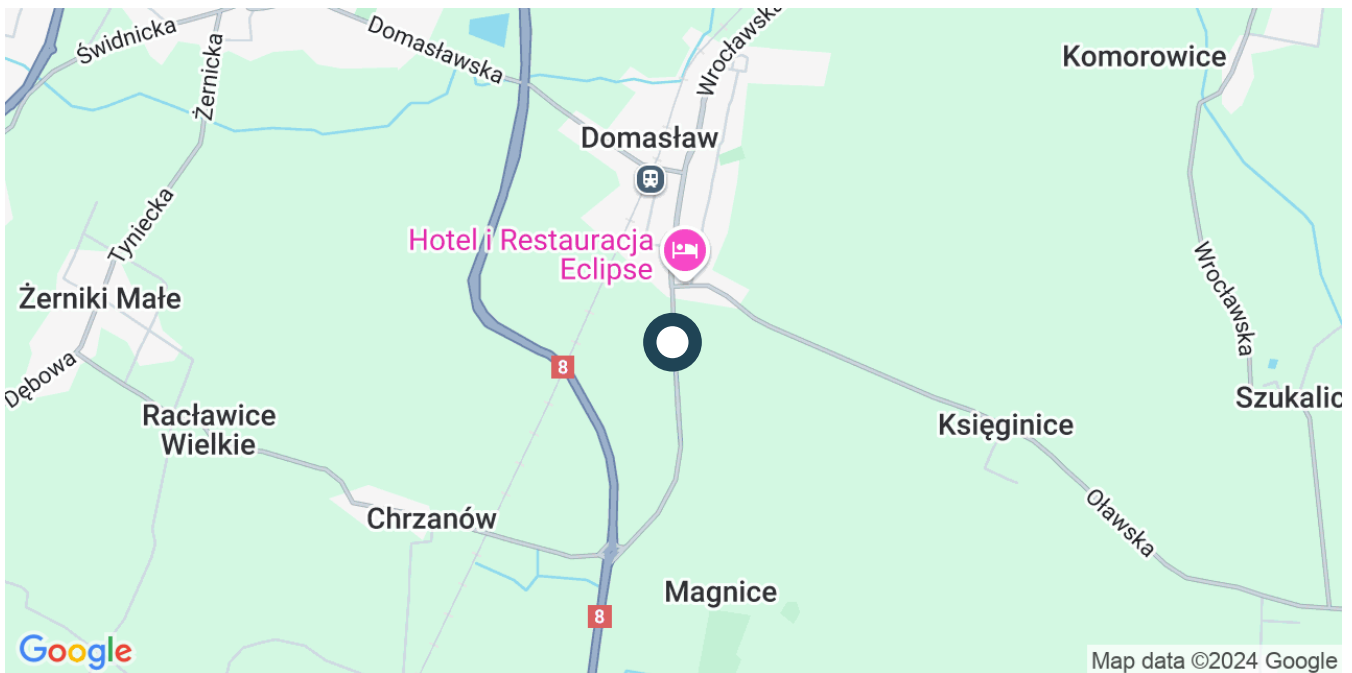 Świdnicka
Żernicka
Domasławska
Wrocławska
Komorowice
Domasław
Tyniecka
Hotel i Restauracja
Eclipse
Żerniki Małe
Wrocławska
8
Dębowa
Racławice
Wielkie
Szukalic
Księginice
Chrzanów
Oławska
Magnice
8
Google
Map data ©2024 Google